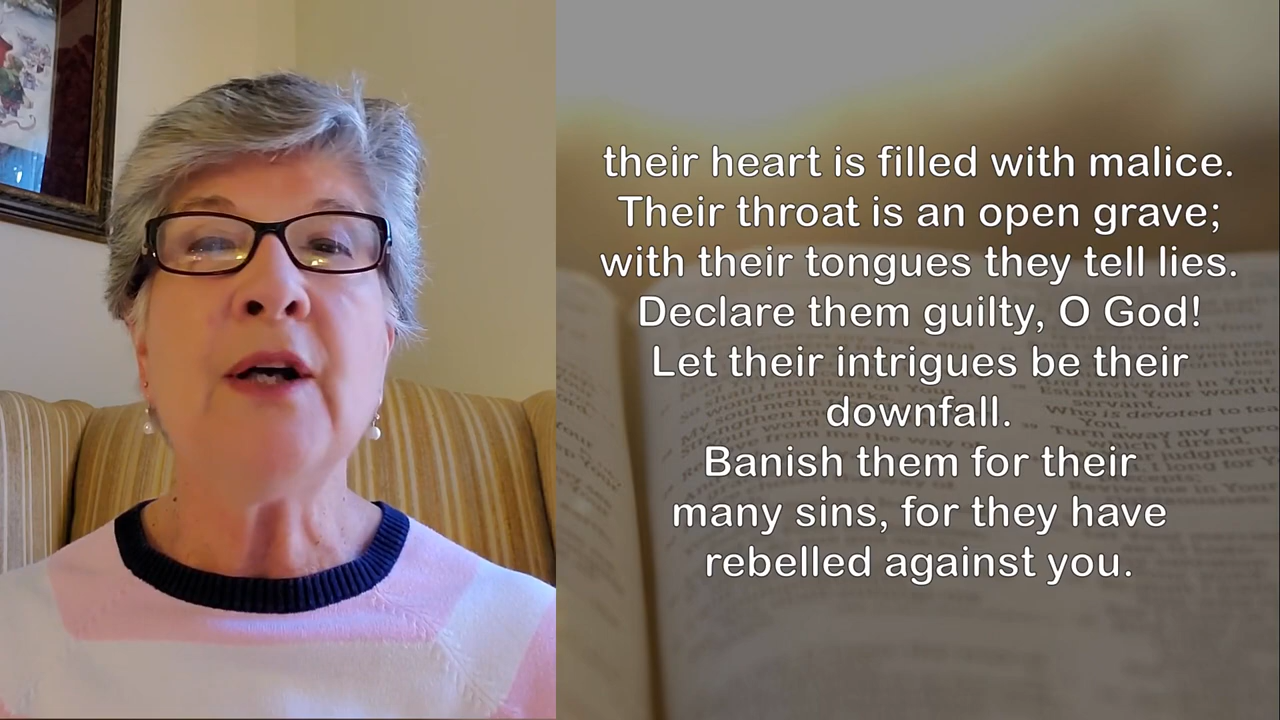 their heart is filled with malice.
Their throat is an open grave;
with their tongues they tell lies.
Declare them guilty, O God!
Let their intrigues be their
downfall.
Banish them for their
many sins, for they have
rebelled against you.